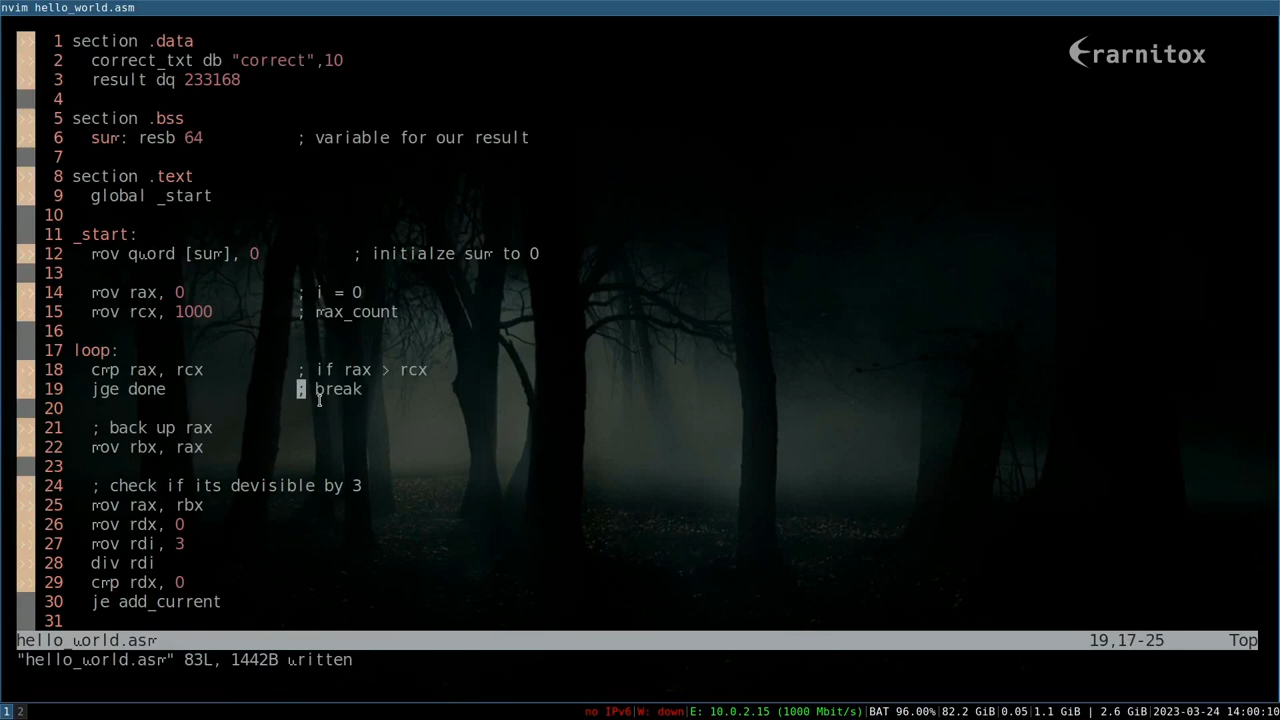 nvim hello_world.asm
rarnitox
1 section .data
2 correct_txt db "correct",10
3 result dq 233168
4
5 section .bss
6 sum: resb 64 ; variable for our result
7
8 section .text
9 global _start
10
11 _start:
12 mov qword [sum], 0 ; initialze sum to 0
13
14 mov rax, 0 ; i = 0
15 mov rcx, 1000 ; max_count
16
17 loop:
18 cmp rax, rcx ; if rax > rcx
19 jge done ; break
20
21 ; back up rax
22 mov rbx, rax
23
24 ; check if its devisible by 3
25 mov rax, rbx
26 mov rdx, 0
27 mov rdi, 3
28 div rdi
29 cmp rdx, 0
30 je add_current
31
hello_world.asm 19,17-25 Top
"hello_world.asm" 83L, 1442B written
1 2 no IPv6|W: down|E: 10.0.2.15 (1000 Mbit/s)|BAT 96.00%|82.2 GiB|0.05|1.1 GiB | 2.6 GiB|2023-03-24 14:00:10